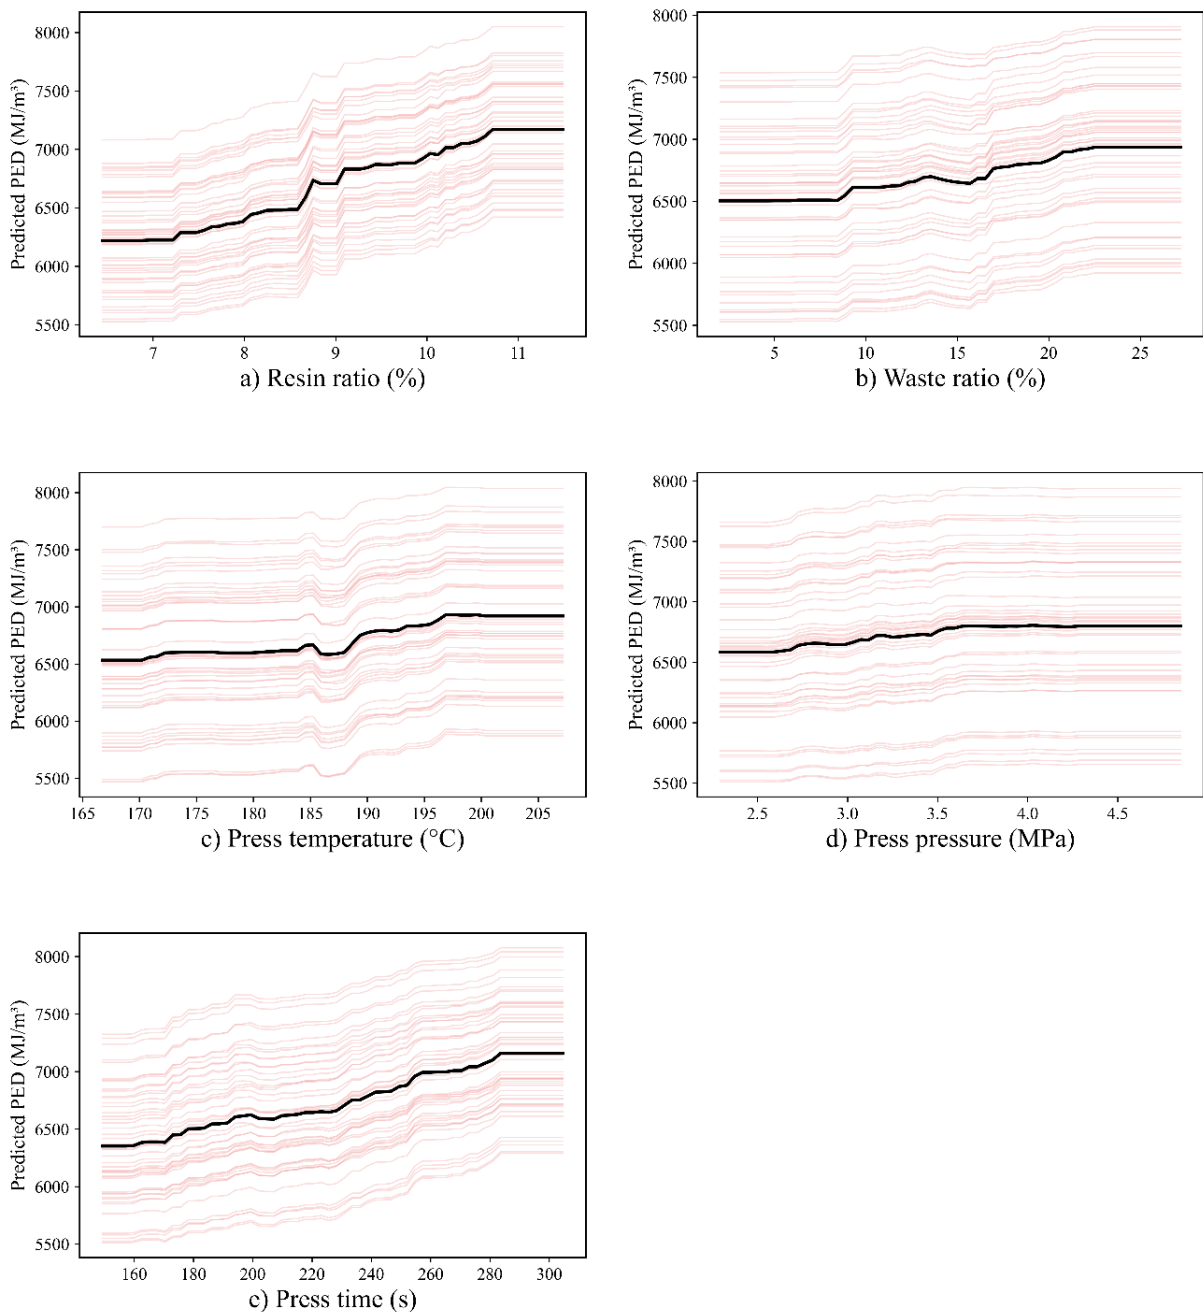 8000
7500
7000
6500
6000
5500
Predicted PED (MJ/m³)
7 8 9 10 11
a) Resin ratio (%)
8000
7500
7000
6500
6000
5500
Predicted PED (MJ/m³)
5 10 15 20 25
b) Waste ratio (%)
8000
7500
7000
6500
6000
5500
Predicted PED (MJ/m³)
165 170 175 180 185 190 195 200 205
c) Press temperature (°C)
8000
7500
7000
6500
6000
5500
Predicted PED (MJ/m³)
2.5 3.0 3.5 4.0 4.5
d) Press pressure (MPa)
8000
7500
7000
6500
6000
5500
Predicted PED (MJ/m³)
160 180 200 220 240 260 280 300
e) Press time (s)